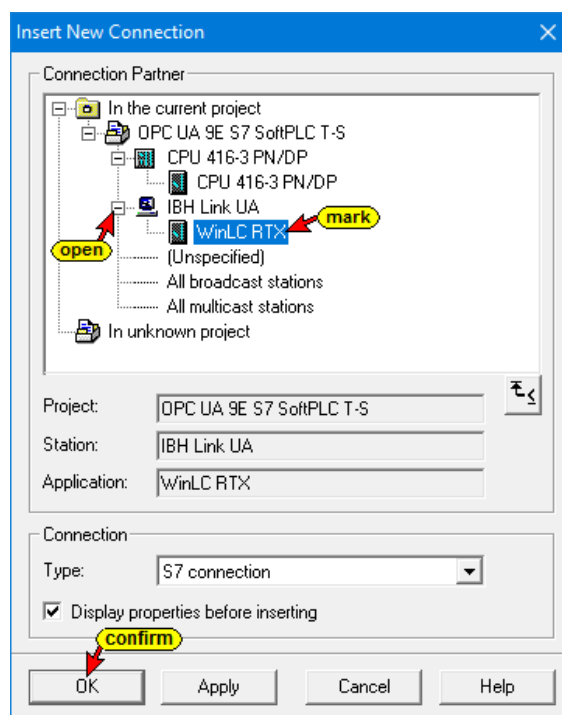 Insert New Connection
Connection Partner
In the current project
OPC UA 9E S7 SoftPLC T-S
CPU 416-3 PN/DP
CPU 416-3 PN/DP
IBH Link UA
mark
WinLC RTX
open
(Unspecified)
All broadcast stations
All multicast stations
In unknown project
Project: OPC UA 9E S7 SoftPLC T-S
Station: IBH Link UA
Application: WinLC RTX
Connection
Type: S7 connection
Display properties before inserting
confirm
OK Apply Cancel Help